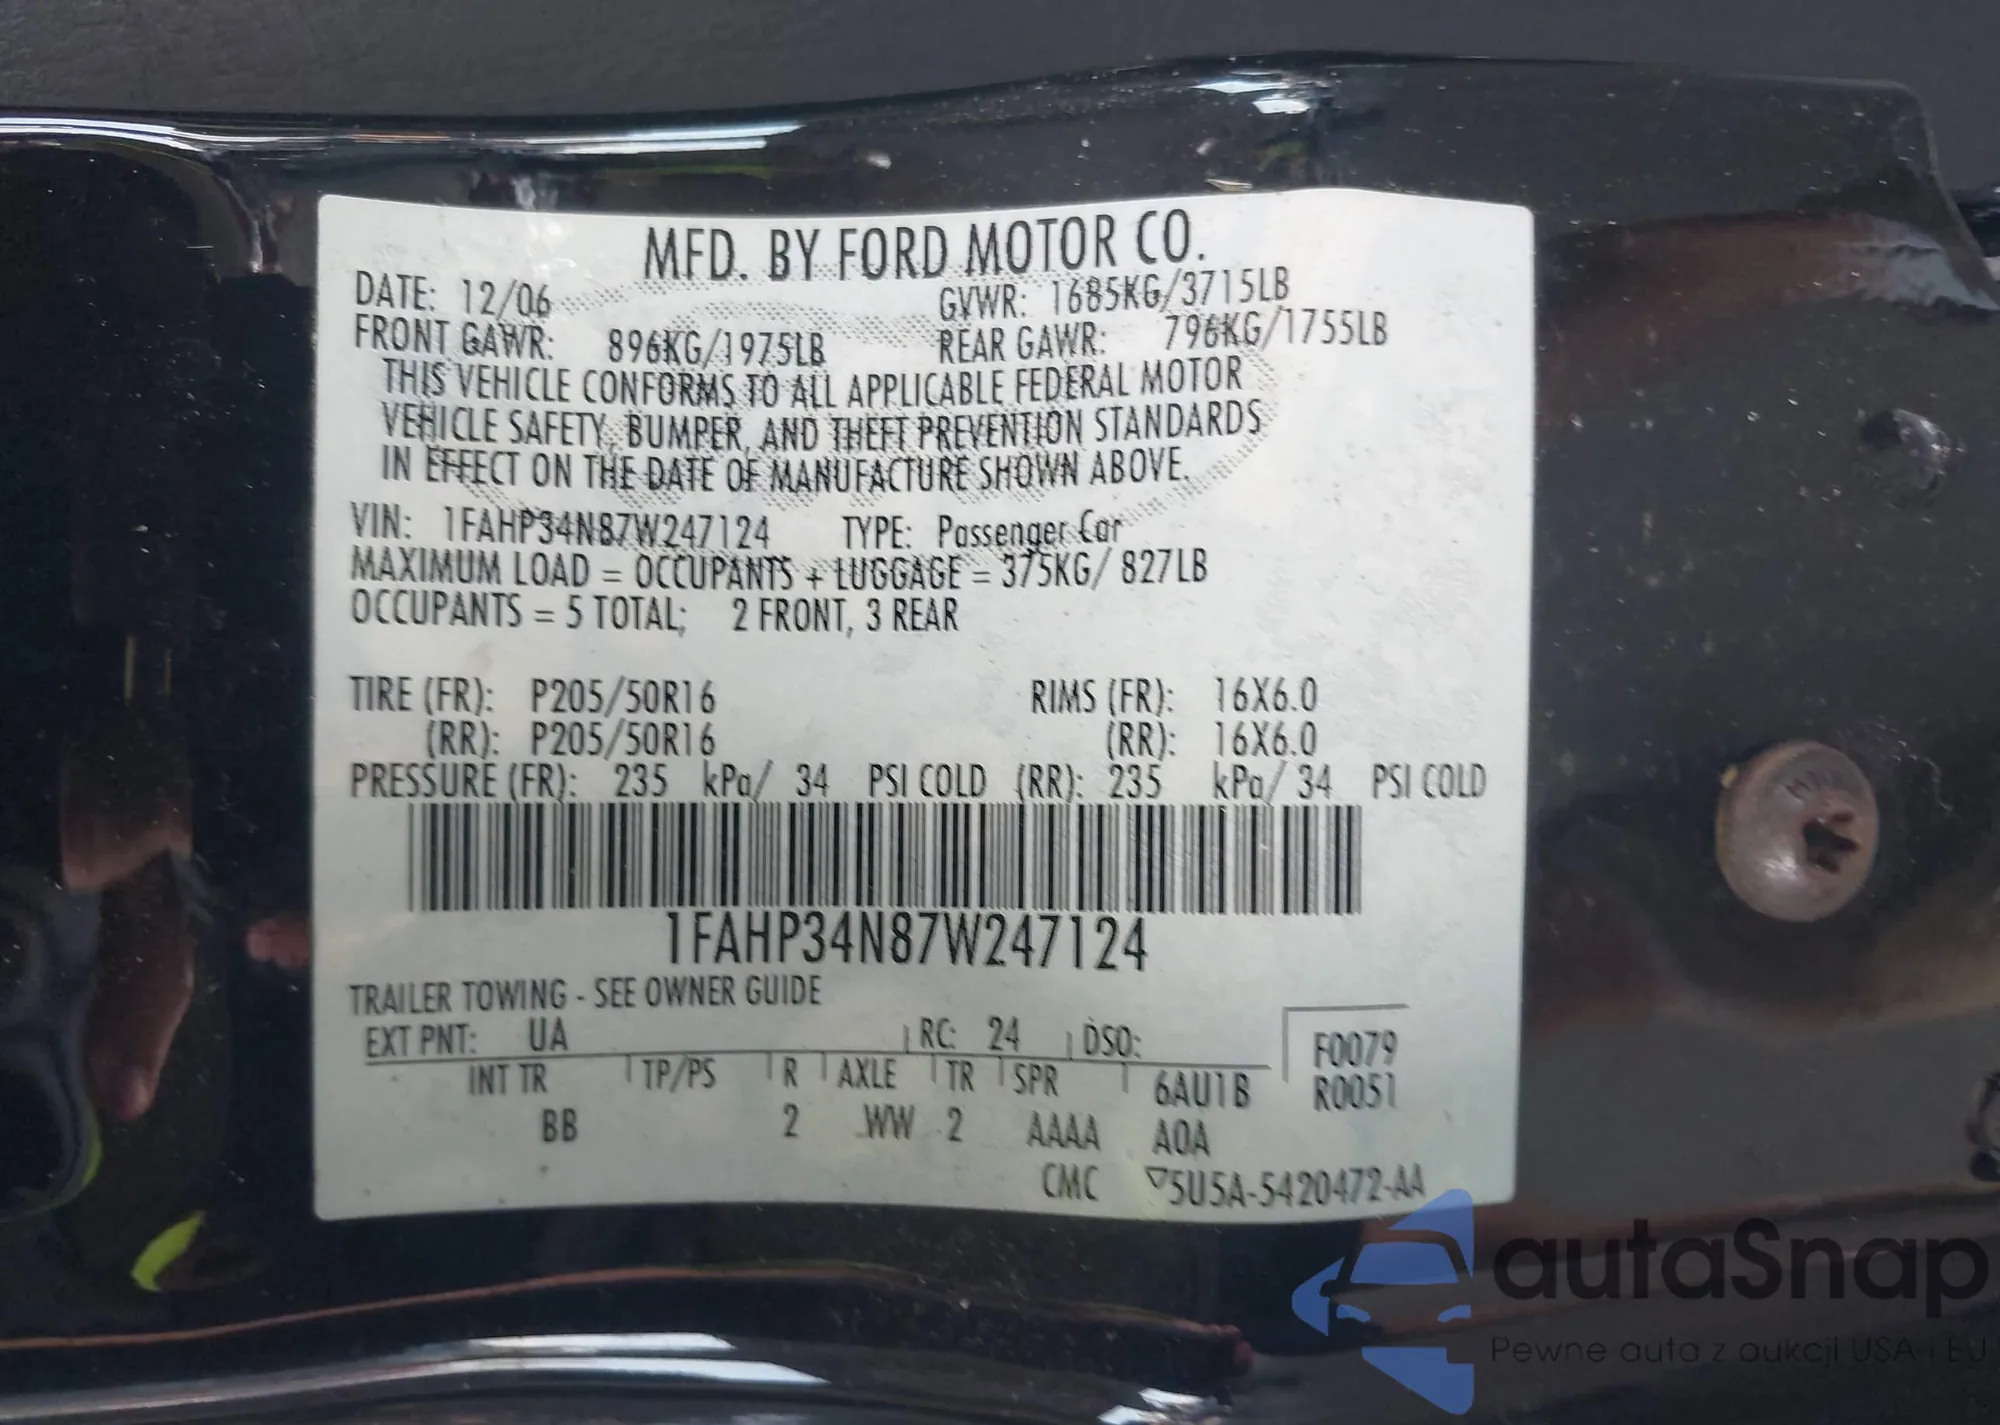 MFD. BY FORD MOTOR CO.
DATE: 12/06 GVWR: 1685KG/3715LB
FRONT GAWR: 896KG/1975LB REAR GAWR: 796KG/1755LB
THIS VEHICLE CONFORMS TO ALL APPLICABLE FEDERAL MOTOR
VEHICLE SAFETY, BUMPER, AND THEFT PREVENTION STANDARDS
IN EFFECT ON THE DATE OF MANUFACTURE SHOWN ABOVE.
VIN: 1FAHP34N87W247124 TYPE: Passenger Car
MAXIMUM LOAD = OCCUPANTS + LUGGAGE = 375KG/ 827LB
OCCUPANTS = 5 TOTAL; 2 FRONT, 3 REAR
TIRE (FR): P205/50R16 RIMS (FR): 16X6.0
(RR): P205/50R16 (RR): 16X6.0
PRESSURE (FR): 235 kPa/ 34 PSI COLD (RR): 235 kPa/ 34 PSI COLD
1FAHP34N87W247124
TRAILER TOWING - SEE OWNER GUIDE
EXT PNT: UA RC: 24 DSO: F0079
INT TR TP/PS R AXLE TR SPR 6AU1B R0051
BB 2 WW 2 AAAA A0A
CMC ▽5U5A-5420472-AA
autaSnap
Pewne auta z aukcji USA i EU